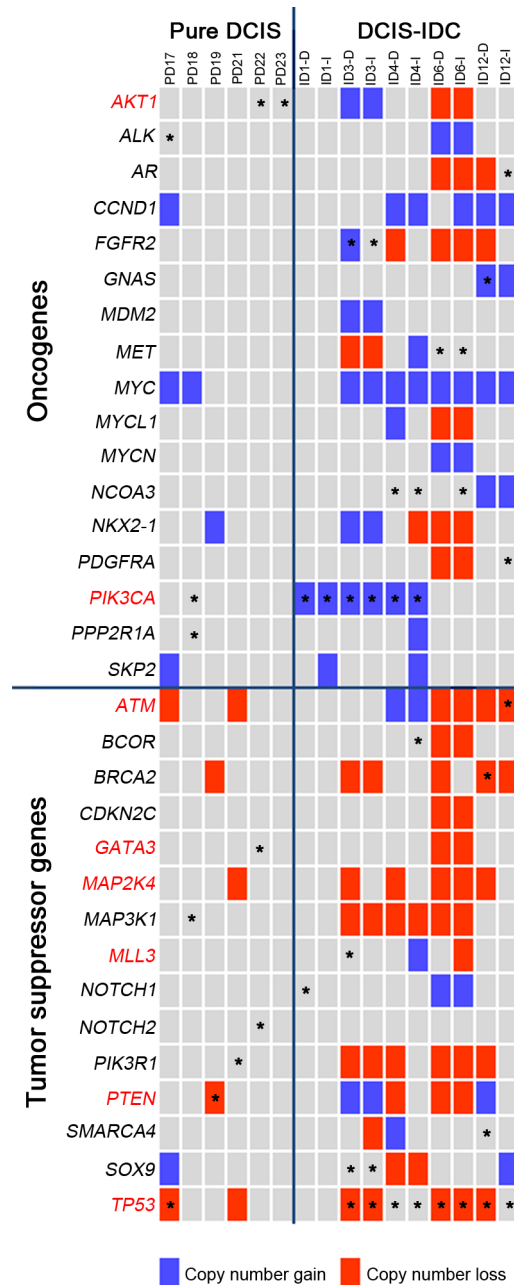 Pure DCIS DCIS-IDC
PD17 PD18 PD19 PD21 PD22 PD23 ID1-D ID1-I ID3-D ID3-I ID4-D ID4-I ID6-D ID6-I ID12-D ID12-I
Oncogenes
AKT1 * *
ALK *
AR *
CCND1
FGFR2 * *
GNAS *
MDM2
MET * *
MYC
MYCL1
MYCN
NCOA3 * * *
NKX2-1
PDGFRA *
PIK3CA * * * * * * *
PPP2R1A *
SKP2
Tumor suppressor genes
ATM *
BCOR *
BRCA2 *
CDKN2C
GATA3 *
MAP2K4
MAP3K1 *
MLL3 *
NOTCH1 *
NOTCH2 *
PIK3R1 *
PTEN *
SMARCA4 *
SOX9 * *
TP53 * * * * * * * * *
Copy number gain Copy number loss